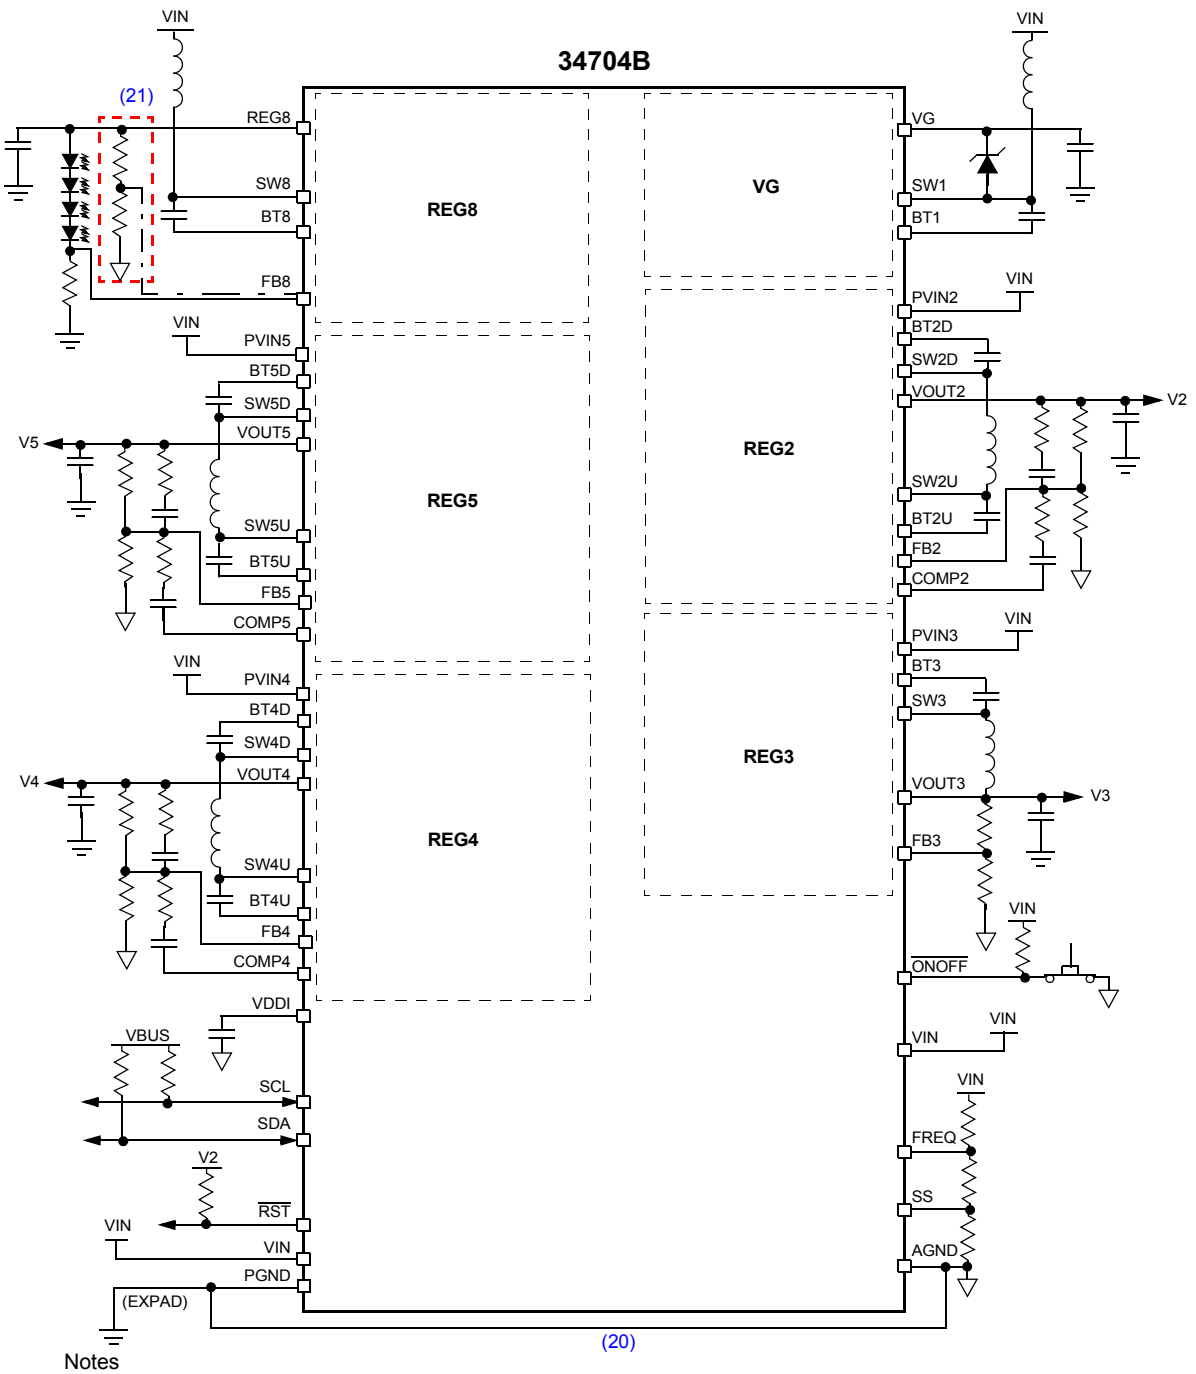 VIN
VIN
34704B
(21)
REG8
SW8
BT8
FB8
REG8
VG
VG
SW1
BT1
VIN
PVIN5
BT5D
SW5D
VOUT5
V5
SW5U
BT5U
FB5
COMP5
REG5
VIN
PVIN2
BT2D
SW2D
VOUT2
V2
SW2U
BT2U
FB2
COMP2
REG2
VIN
PVIN4
BT4D
SW4D
VOUT4
V4
SW4U
BT4U
FB4
COMP4
REG4
VIN
PVIN3
BT3
SW3
VOUT3
V3
FB3
REG3
VIN
ONOFF
VDDI
VBUS
SCL
SDA
V2
RST
VIN
VIN
PGND
(EXPAD)
VIN
VIN
VIN
FREQ
SS
AGND
(20)
Notes